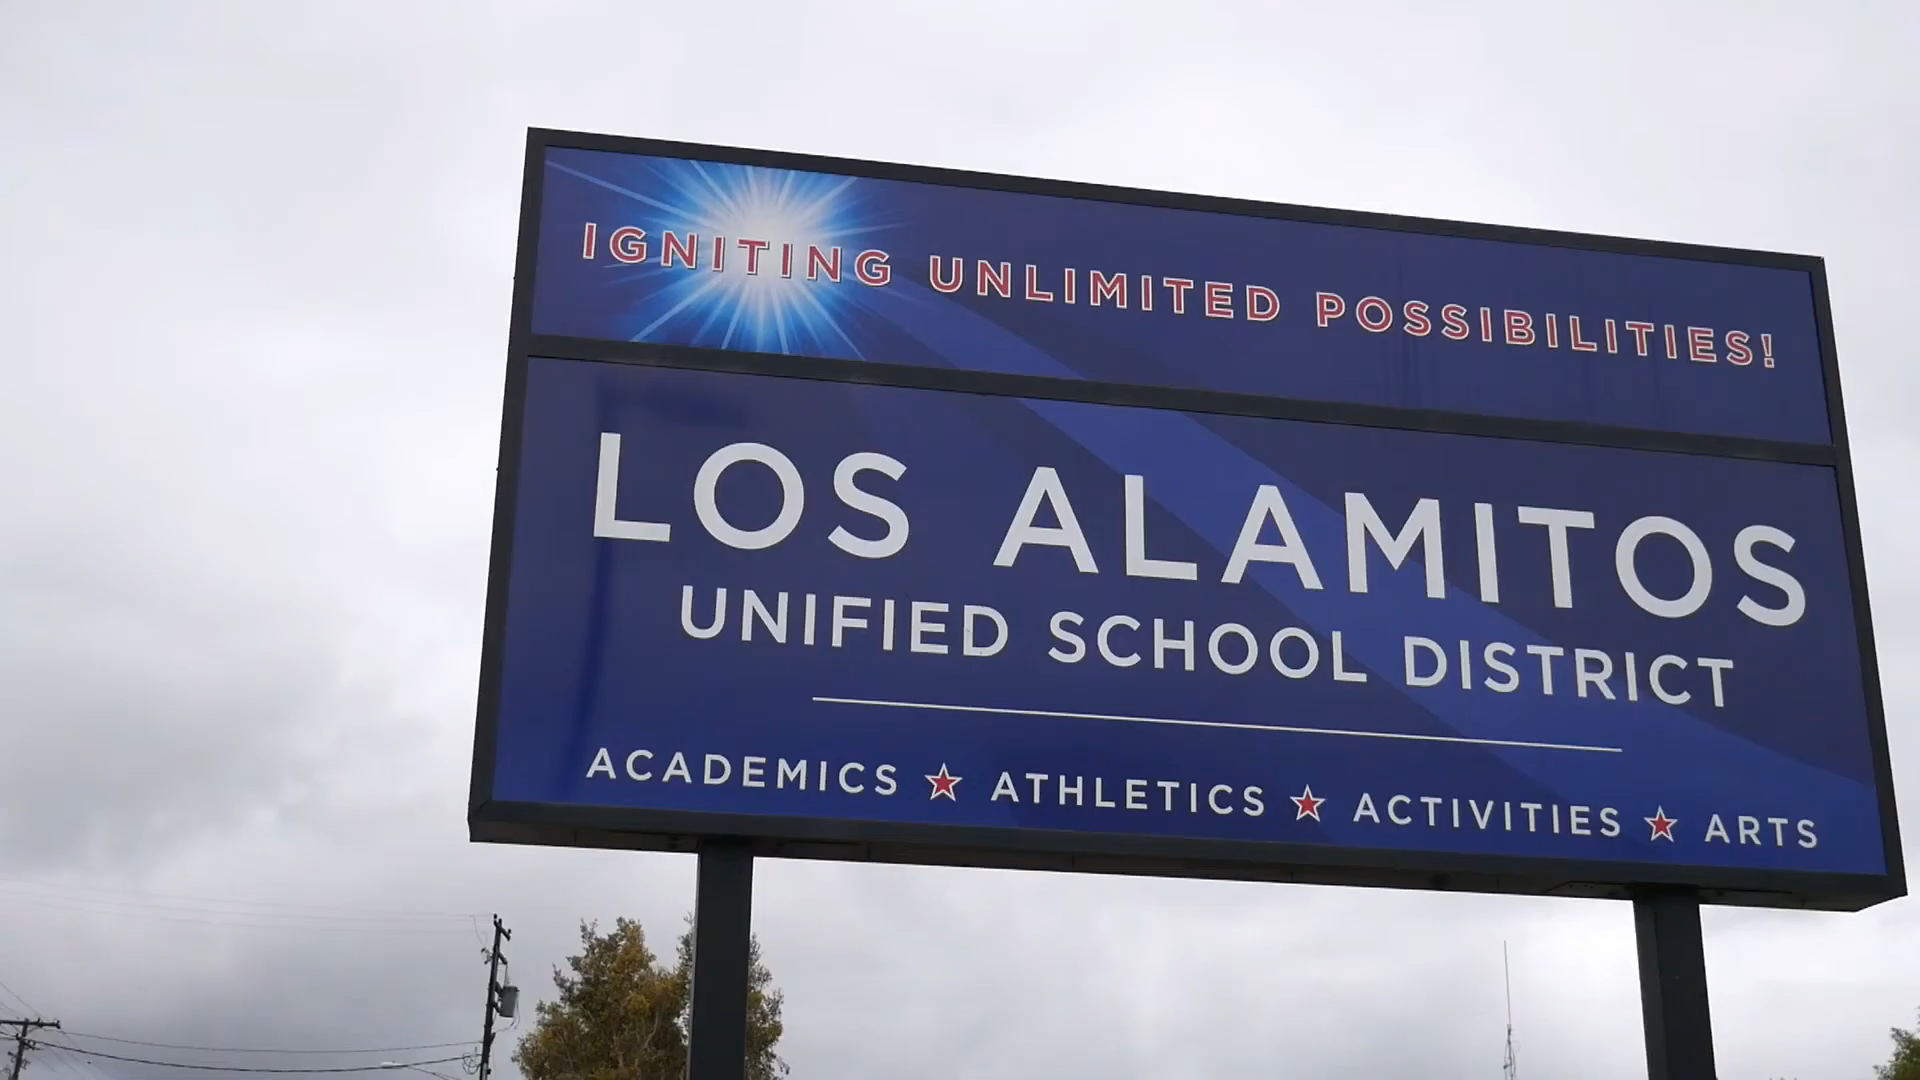 IGNITING UNLIMITED POSSIBILITIES!
LOS ALAMITOS
UNIFIED SCHOOL DISTRICT
ACADEMICS ★ ATHLETICS ★ ACTIVITIES ★ ARTS